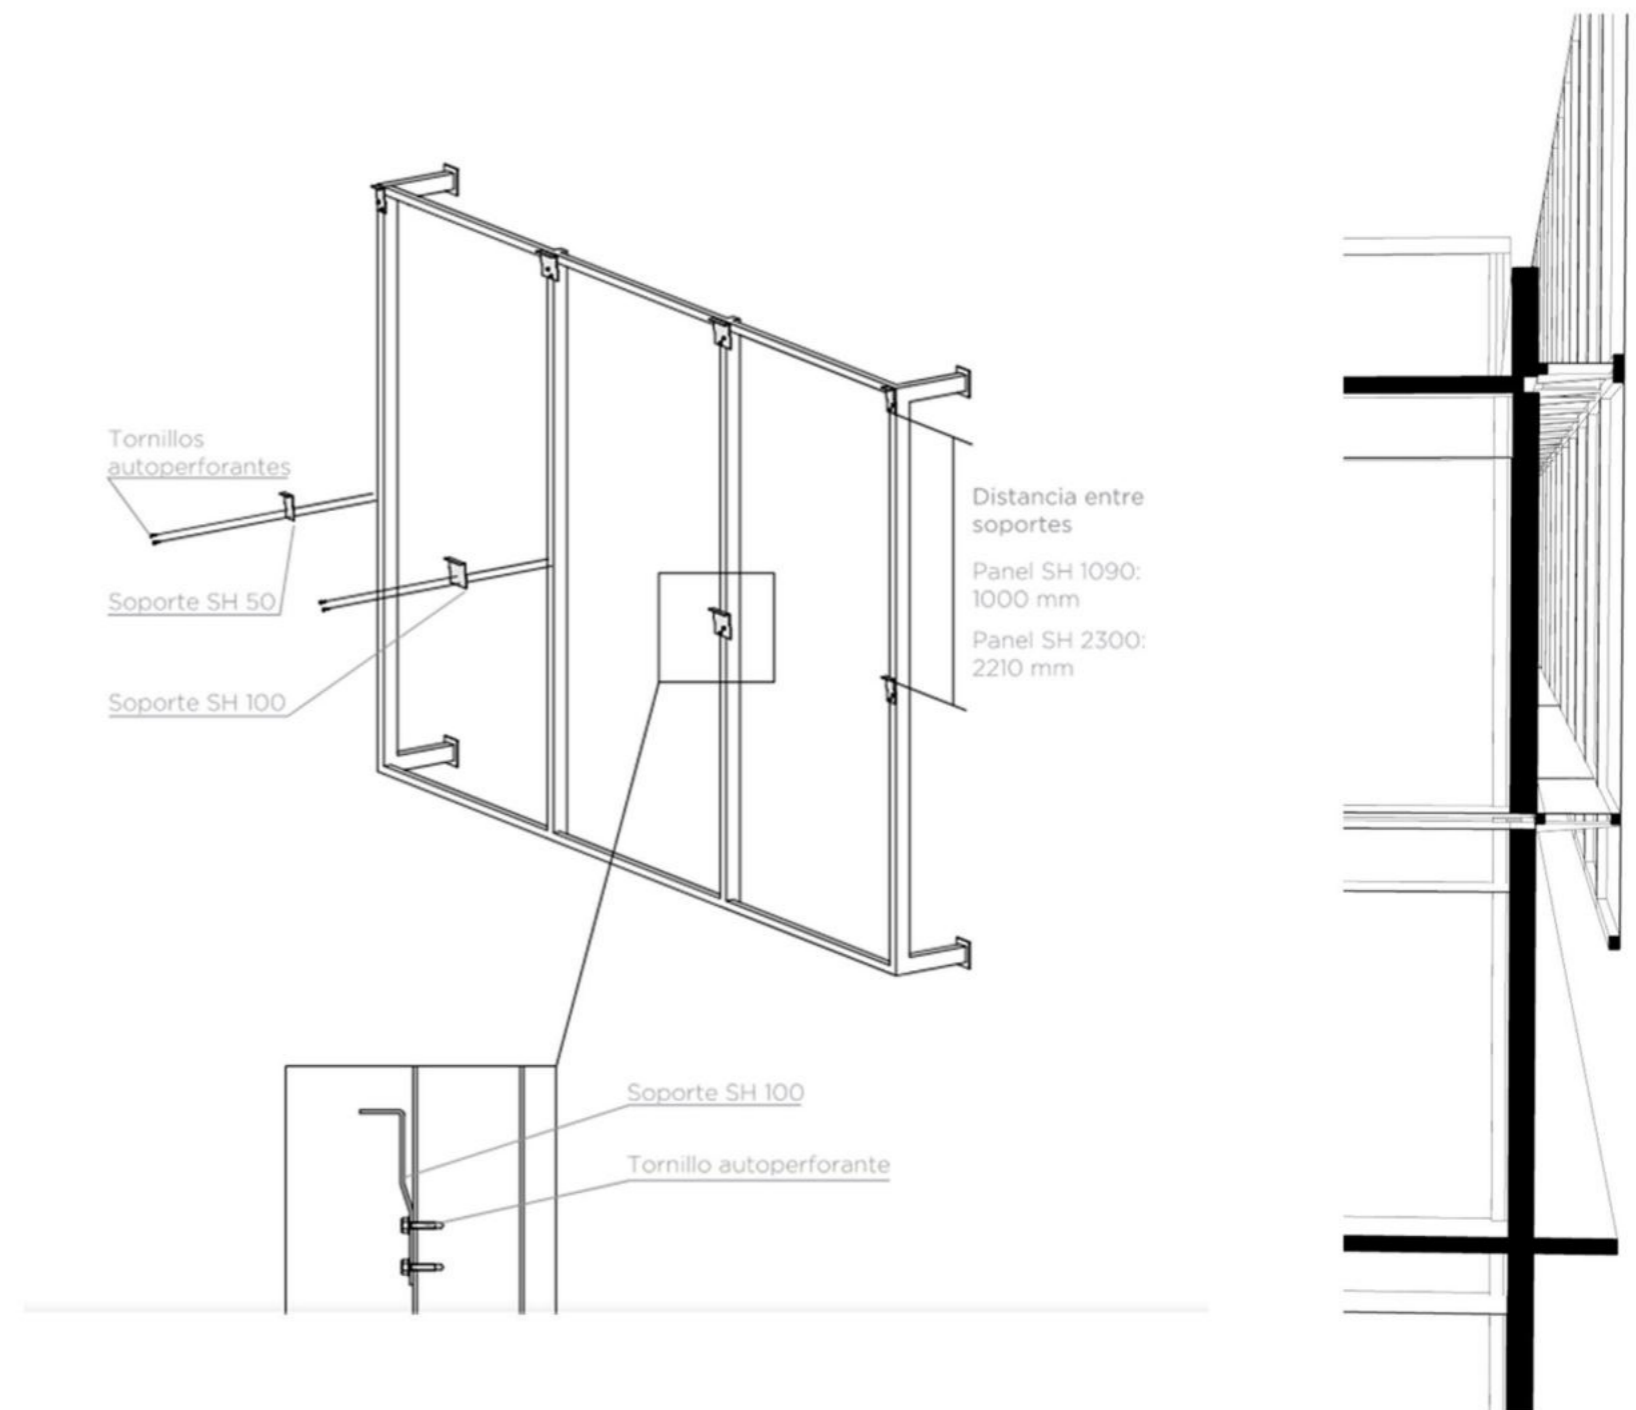 Tornillos
autoperforantes
Soporte SH 50
Soporte SH 100
Distancia entre
soportes
Panel SH 1090:
1000 mm
Panel SH 2300:
2210 mm
Soporte SH 100
Tornillo autoperforante